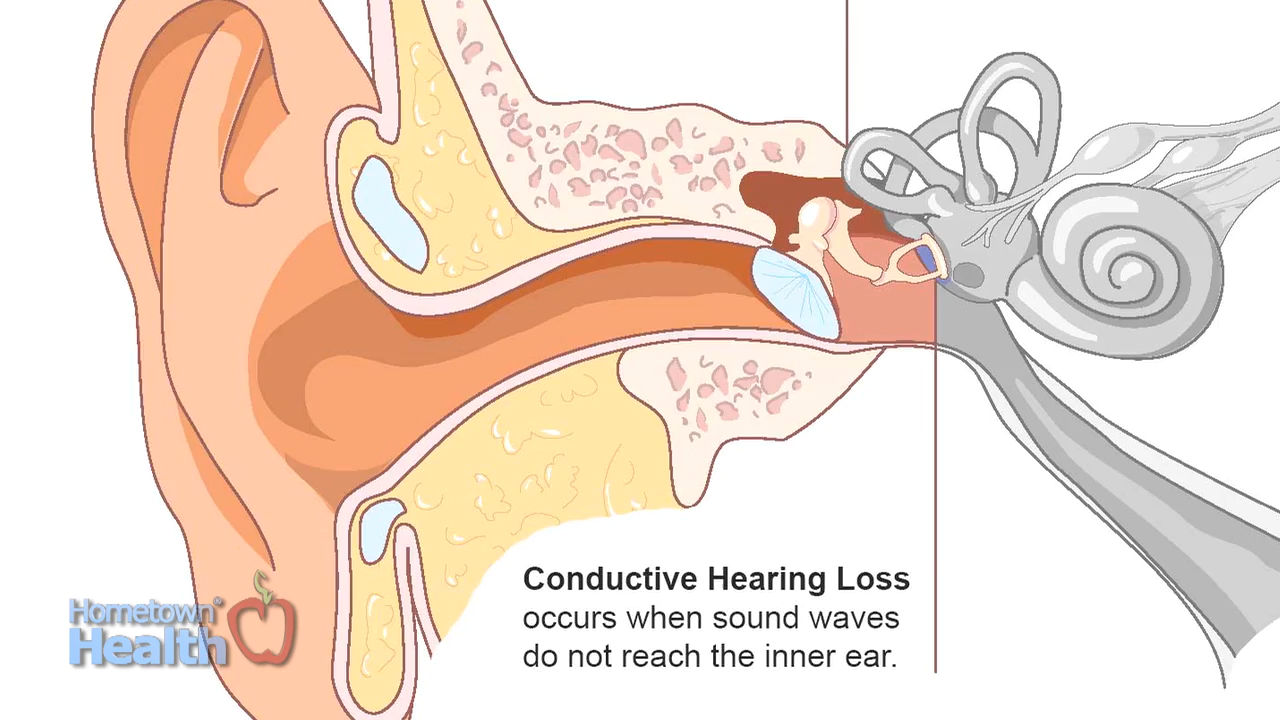 Conductive Hearing Loss
occurs when sound waves
do not reach the inner ear.
Hometown®
Health